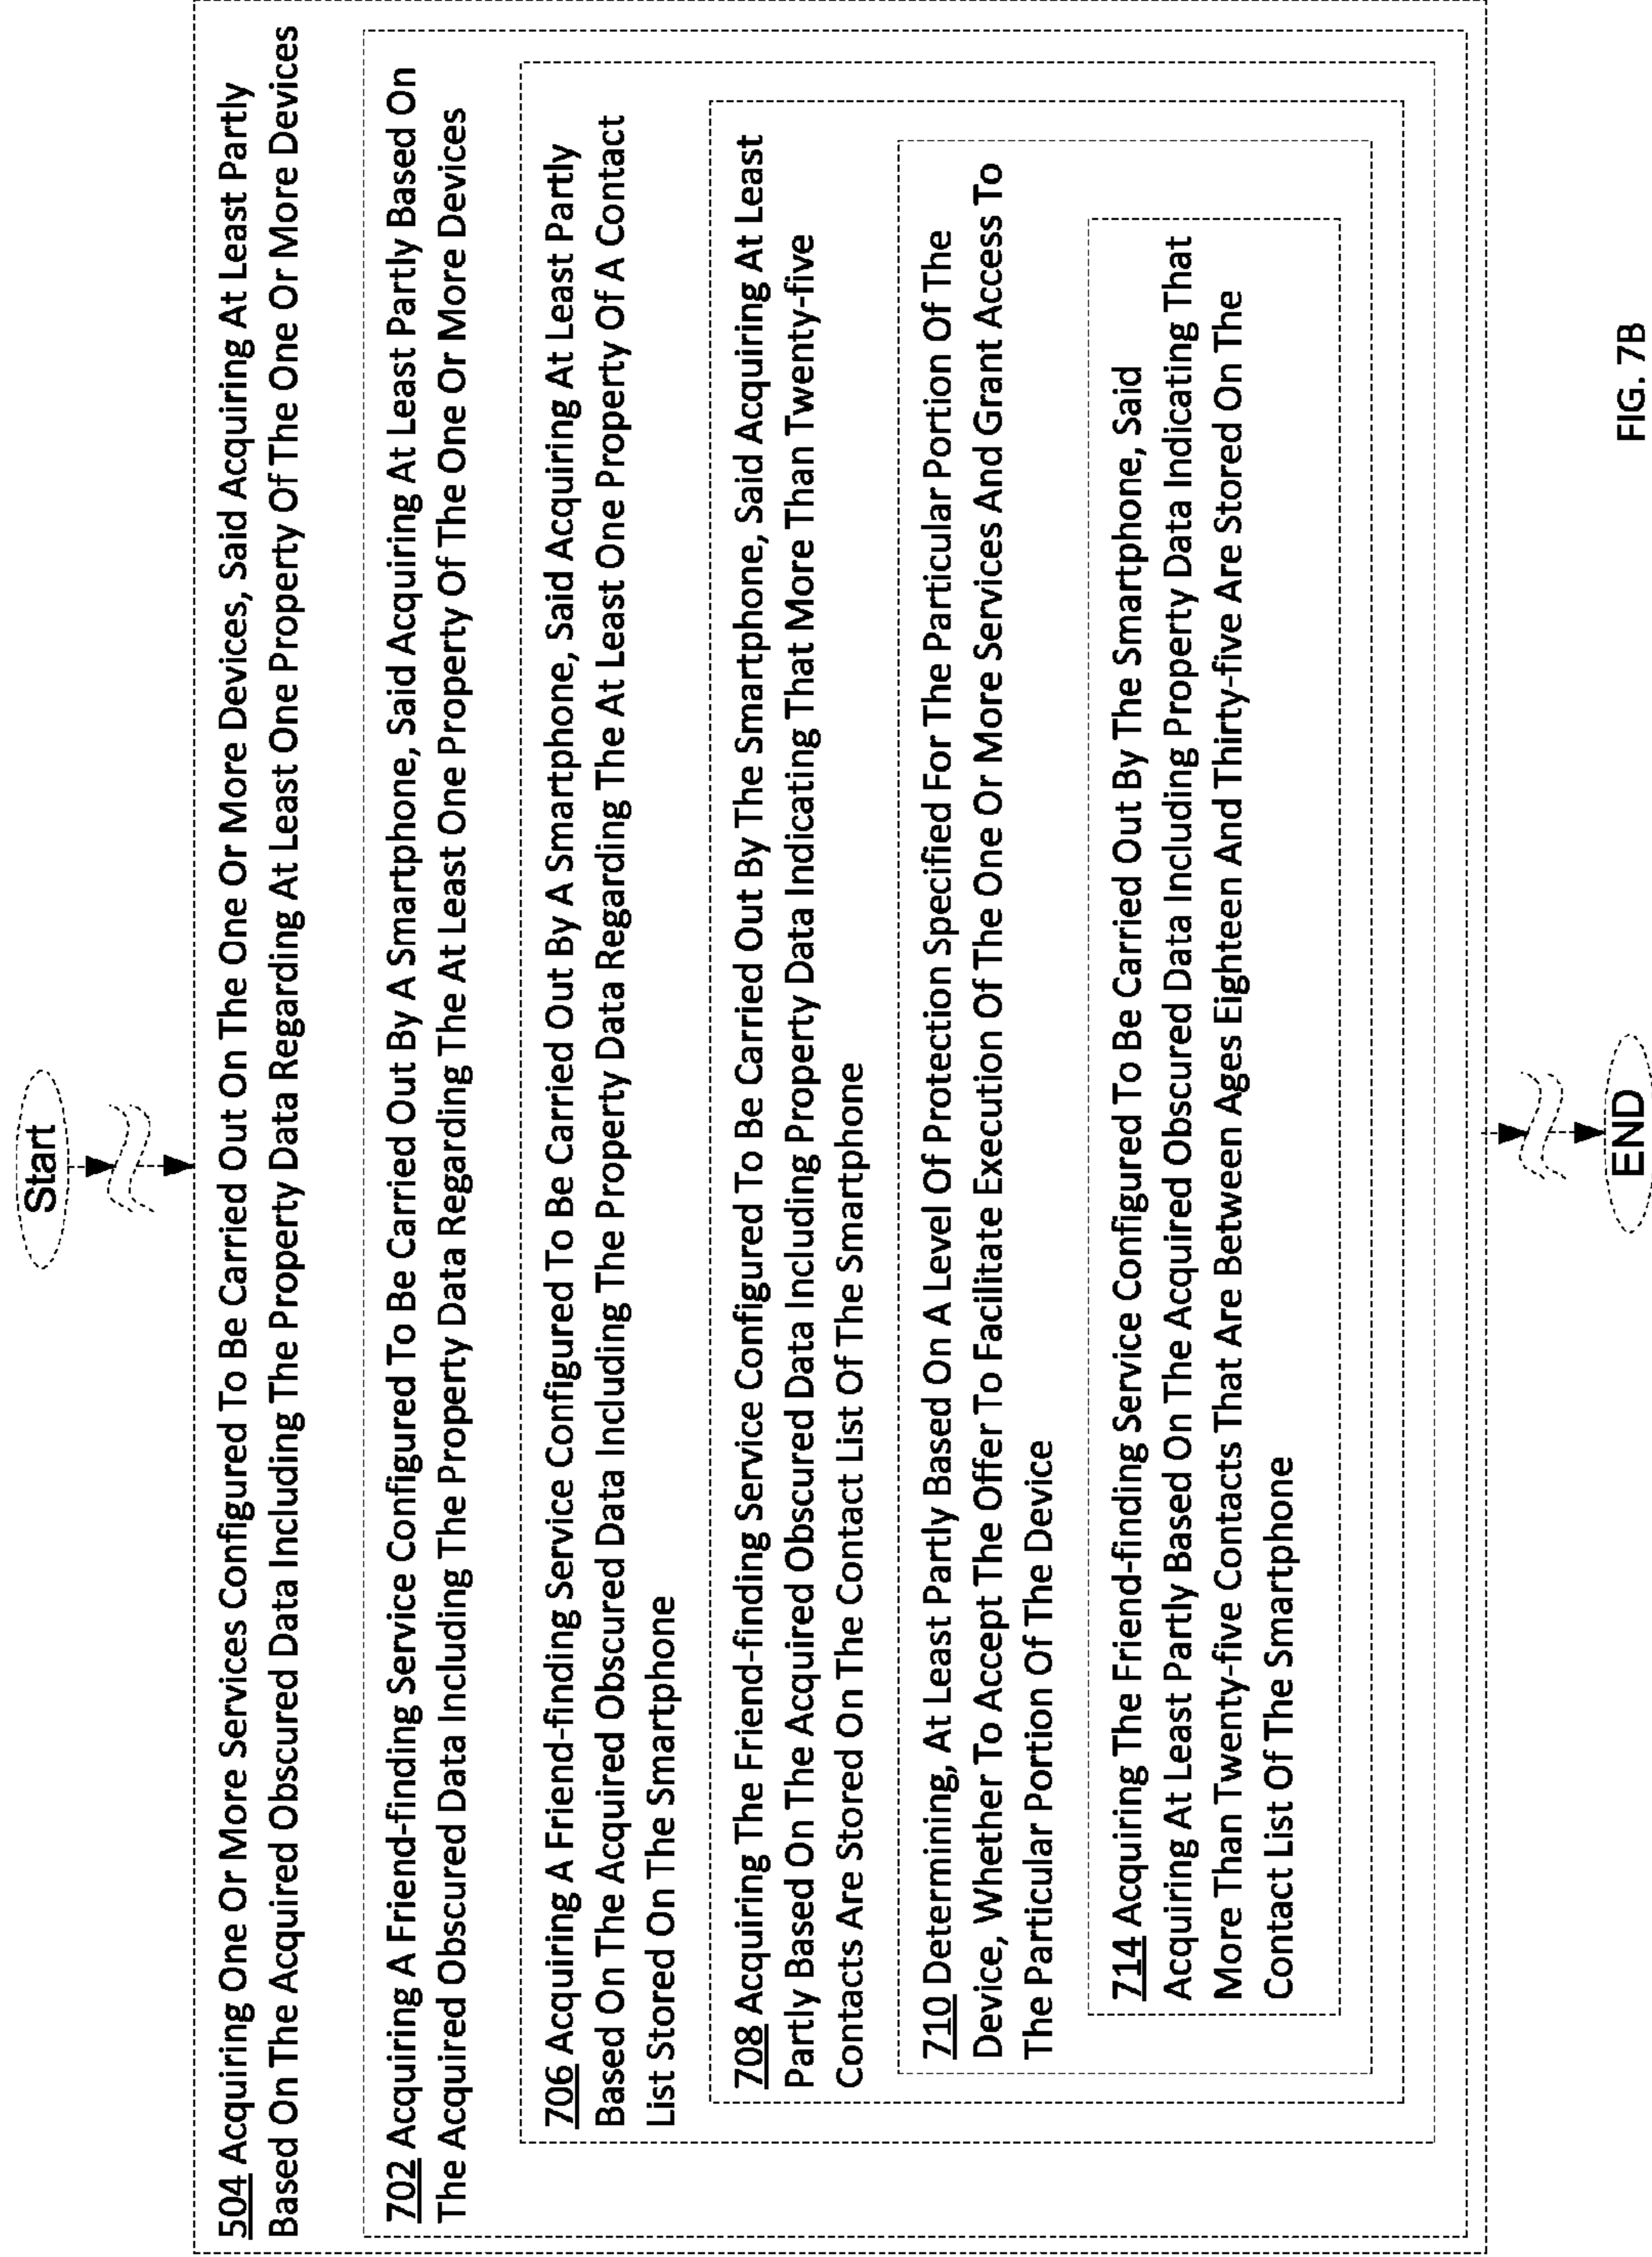 Start
504 Acquiring One Or More Services Configured To Be Carried Out On The One Or More Devices, Said Acquiring At Least Partly
Based On The Acquired Obscured Data Including The Property Data Regarding At Least One Property Of The One Or More Devices
702 Acquiring A Friend-finding Service Configured To Be Carried Out By A Smartphone, Said Acquiring At Least Partly Based On
The Acquired Obscured Data Including The Property Data Regarding The At Least One Property Of The One Or More Devices
706 Acquiring A Friend-finding Service Configured To Be Carried Out By A Smartphone, Said Acquiring At Least Partly
Based On The Acquired Obscured Data Including The Property Data Regarding The At Least One Property Of A Contact
List Stored On The Smartphone
708 Acquiring The Friend-finding Service Configured To Be Carried Out By The Smartphone, Said Acquiring At Least
Partly Based On The Acquired Obscured Data Including Property Data Indicating That More Than Twenty-five
Contacts Are Stored On The Contact List Of The Smartphone
710 Determining, At Least Partly Based On A Level Of Protection Specified For The Particular Portion Of The
Device, Whether To Accept The Offer To Facilitate Execution Of The One Or More Services And Grant Access To
The Particular Portion Of The Device
714 Acquiring The Friend-finding Service Configured To Be Carried Out By The Smartphone, Said
Acquiring At Least Partly Based On The Acquired Obscured Data Including Property Data Indicating That
More Than Twenty-five Contacts That Are Between Ages Eighteen And Thirty-five Are Stored On The
Contact List Of The Smartphone
END
FIG. 7B